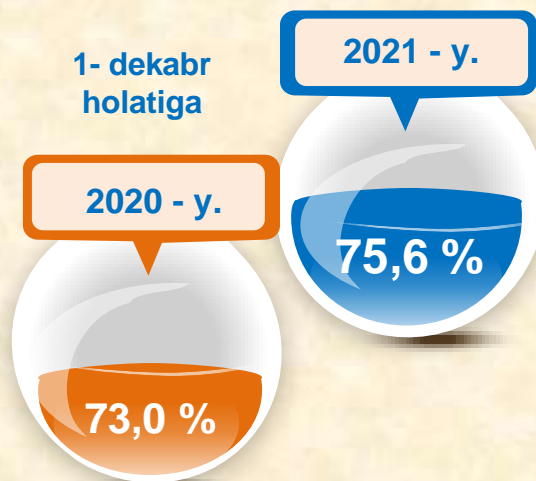 1- dekabr
holatiga
2021 - y.
75,6 %
2020 - y.
73,0 %